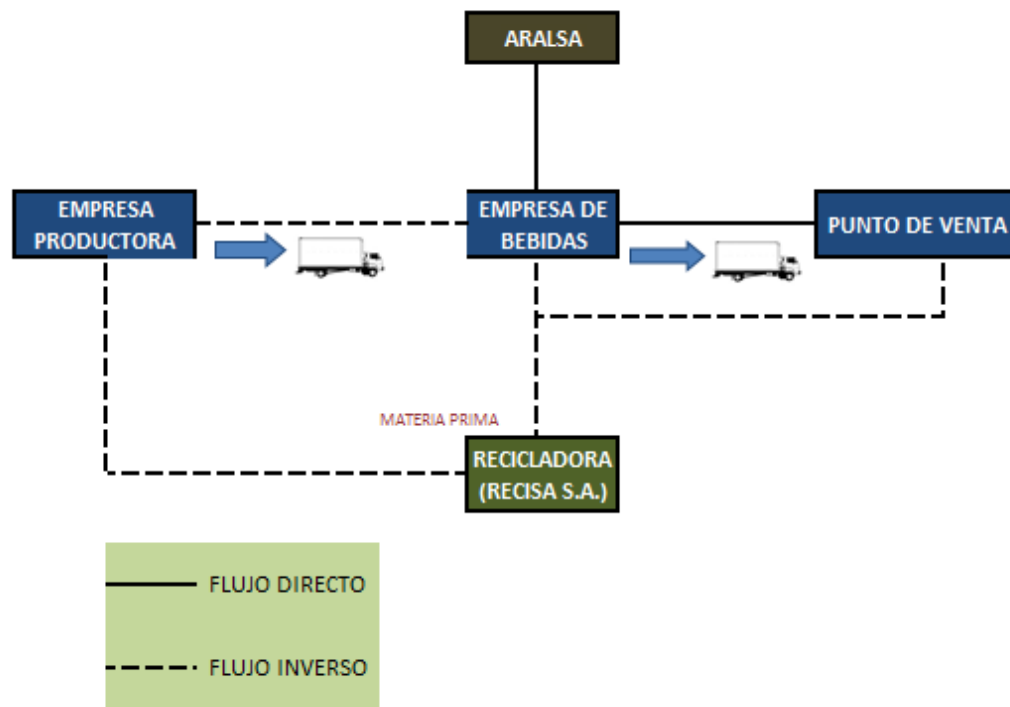 ARALSA
EMPRESA
PRODUCTORA
EMPRESA DE
BEBIDAS
PUNTO DE VENTA
MATERIA PRIMA
RECICLADORA
(RECISA S.A.)
FLUJO DIRECTO
FLUJO INVERSO